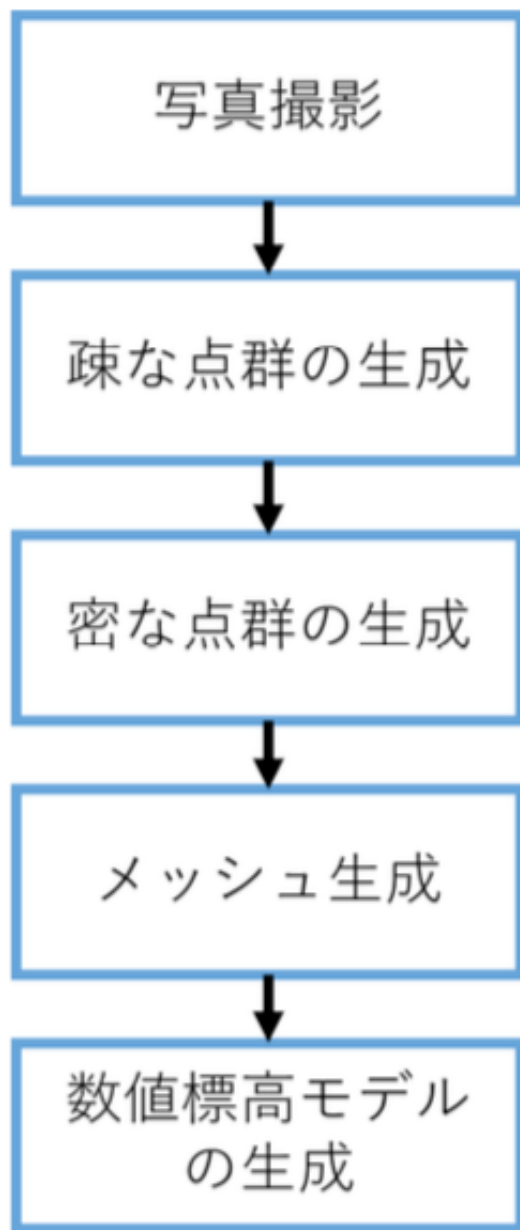 写真撮影
疎な点群の生成
密な点群の生成
メッシュ生成
数値標高モデル
の生成